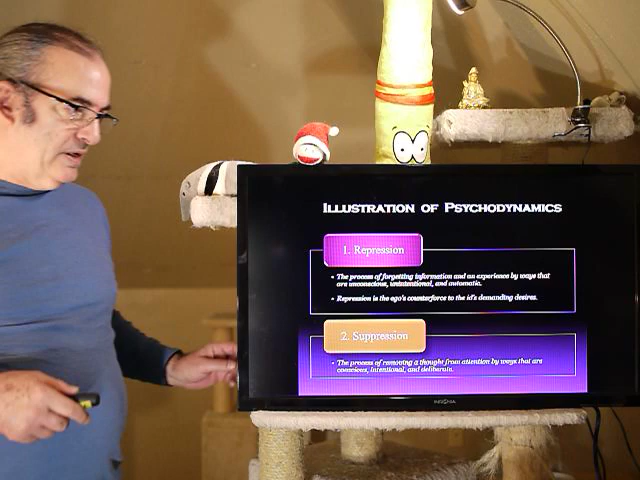 ILLUSTRATION OF PSYCHODYNAMICS
1. Repression
• The process of forgetting information and an experience by ways that
are unconscious, unintentional, and automatic.
• Repression is the ego's counterforce to the id's demanding desires.
2. Suppression
• The process of removing a thought from attention by ways that are
conscious, intentional, and deliberate.
INSIGNIA